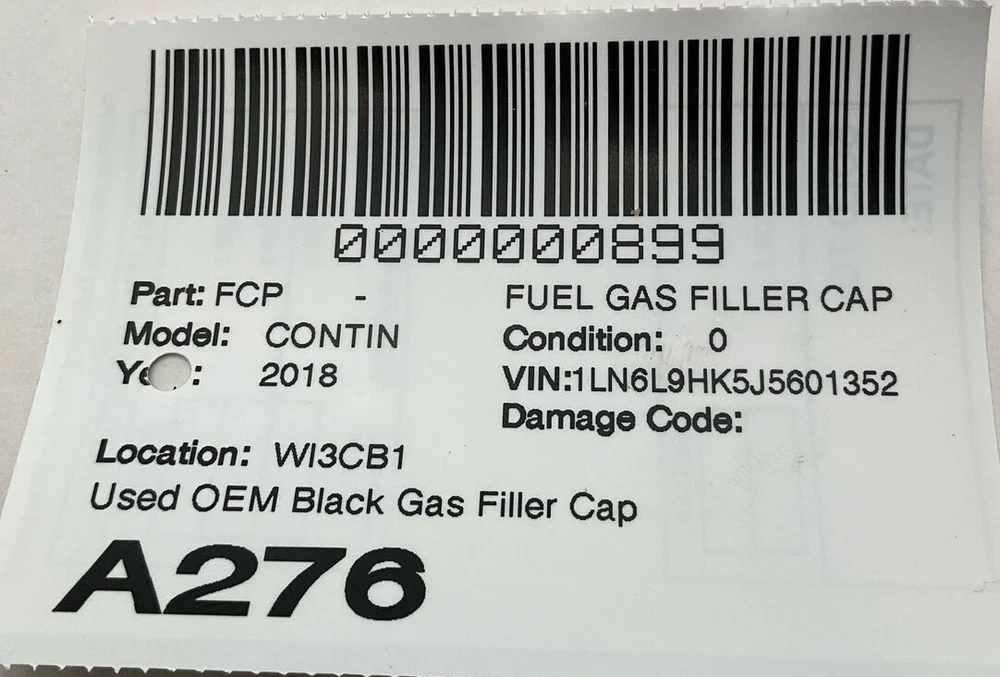 0000000899
Part: FCP - FUEL GAS FILLER CAP
Model: CONTIN Condition: 0
2018 VIN:1LN6L9HK5J5601352
Damage Code:
Location: WI3CB1
Used OEM Black Gas Filler Cap
A276